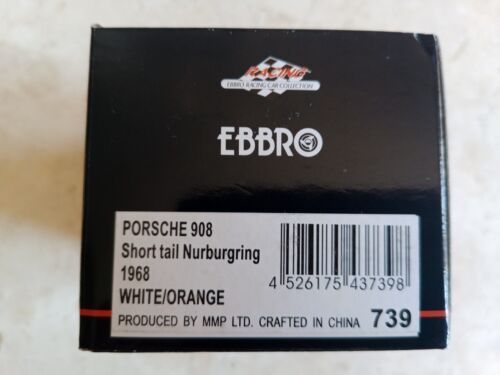 RACING
EBBRO RACING CAR COLLECTION
EBBRO
PORSCHE 908
Short tail Nurburgring
1968
WHITE/ORANGE
4 526175 437398
PRODUCED BY MMP LTD. CRAFTED IN CHINA 739